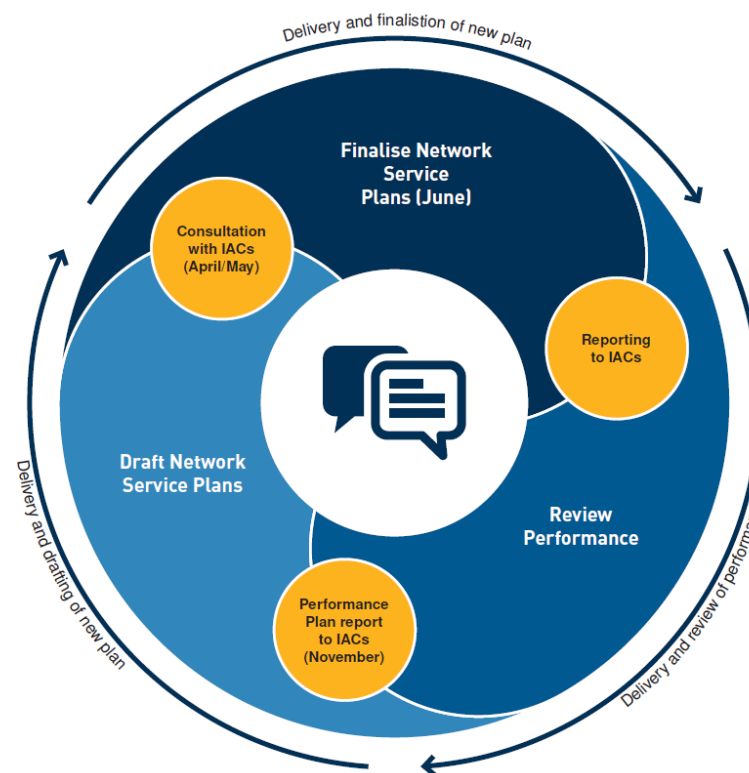 Delivery and finalistion of new plan
Finalise Network
Service
Plans (June)
Consultation
with IACs
(April/May)
Reporting
to IACs
Draft Network
Service Plans
Review
Performance
Performance
Plan report
to IACs
(November)
Delivery and drafting of new plan
Delivery and review of